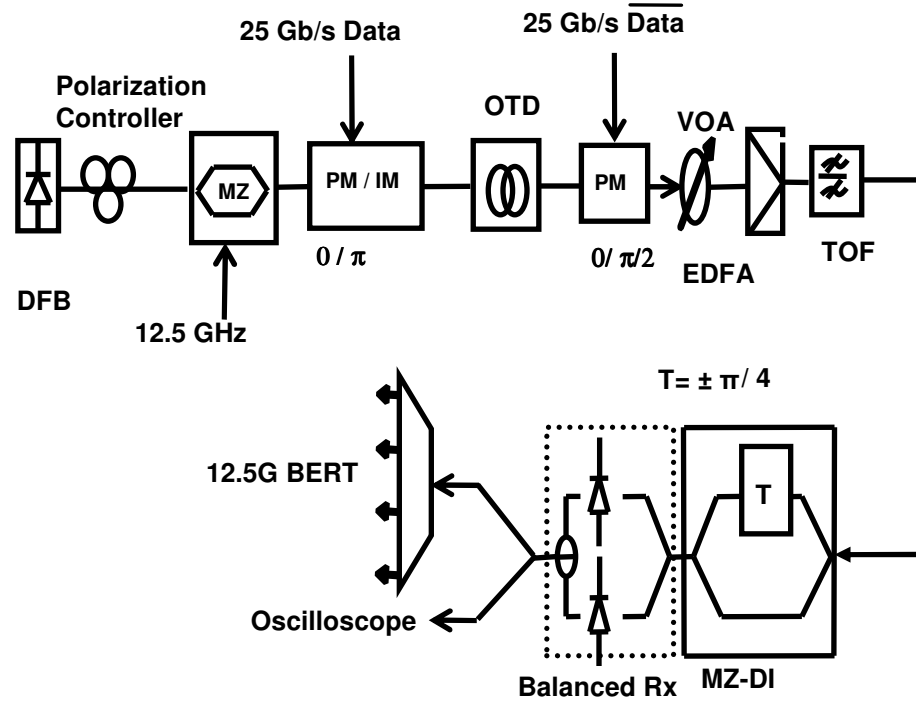 25 Gb/s Data
25 Gb/s Data
Polarization
Controller
OTD
VOA
MZ
PM / IM
PM
0 / π
0/ π/2
EDFA
TOF
DFB
12.5 GHz
T= ± π/ 4
12.5G BERT
T
Oscilloscope
Balanced Rx
MZ-DI